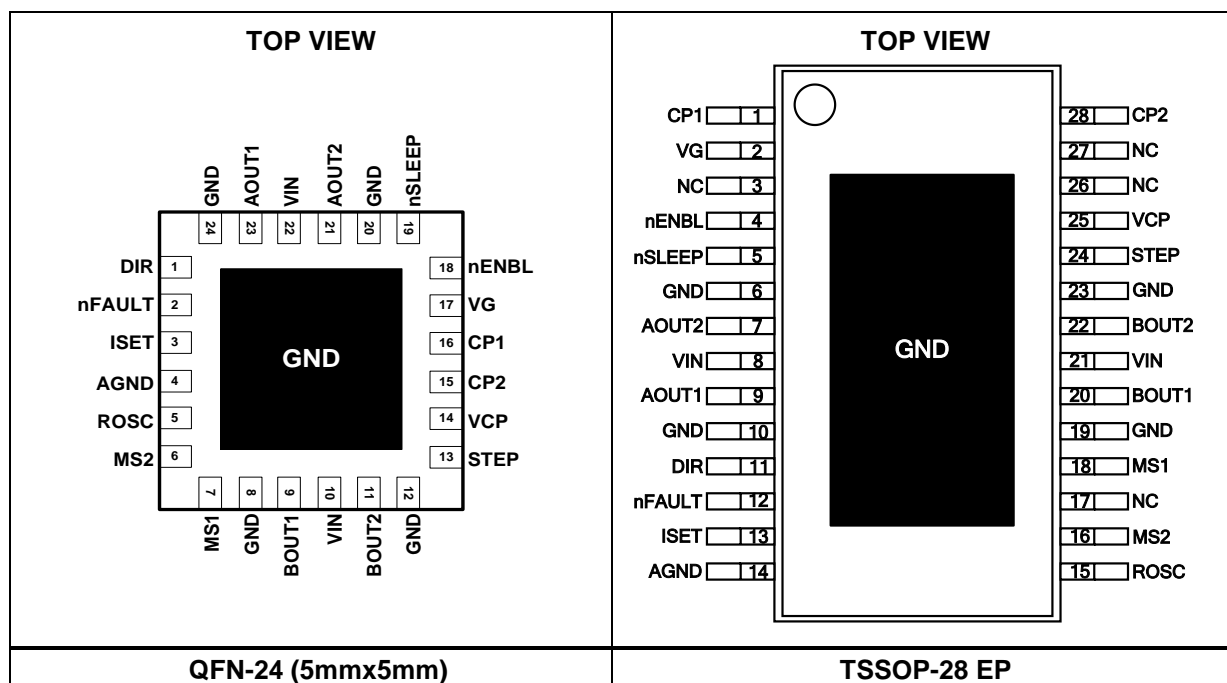 TOP VIEW
GND
AOUT1
VIN
AOUT2
GND
nSLEEP
24
23
22
21
20
19
DIR 1
nFAULT 2
ISET 3
AGND 4
ROSC 5
MS2 6
GND
18 nENBL
17 VG
16 CP1
15 CP2
14 VCP
13 STEP
7
8
9
10
11
12
MS1
GND
BOUT1
VIN
BOUT2
GND
QFN-24 (5mmx5mm)
TOP VIEW
CP1 1
VG 2
NC 3
nENBL 4
nSLEEP 5
GND 6
AOUT2 7
VIN 8
AOUT1 9
GND 10
DIR 11
nFAULT 12
ISET 13
AGND 14
GND
28 CP2
27 NC
26 NC
25 VCP
24 STEP
23 GND
22 BOUT2
21 VIN
20 BOUT1
19 GND
18 MS1
17 NC
16 MS2
15 ROSC
TSSOP-28 EP